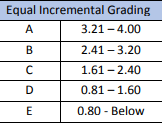 Equal Incremental Grading
A 3.21 – 4.00
B 2.41 – 3.20
C 1.61 – 2.40
D 0.81 – 1.60
E 0.80 - Below